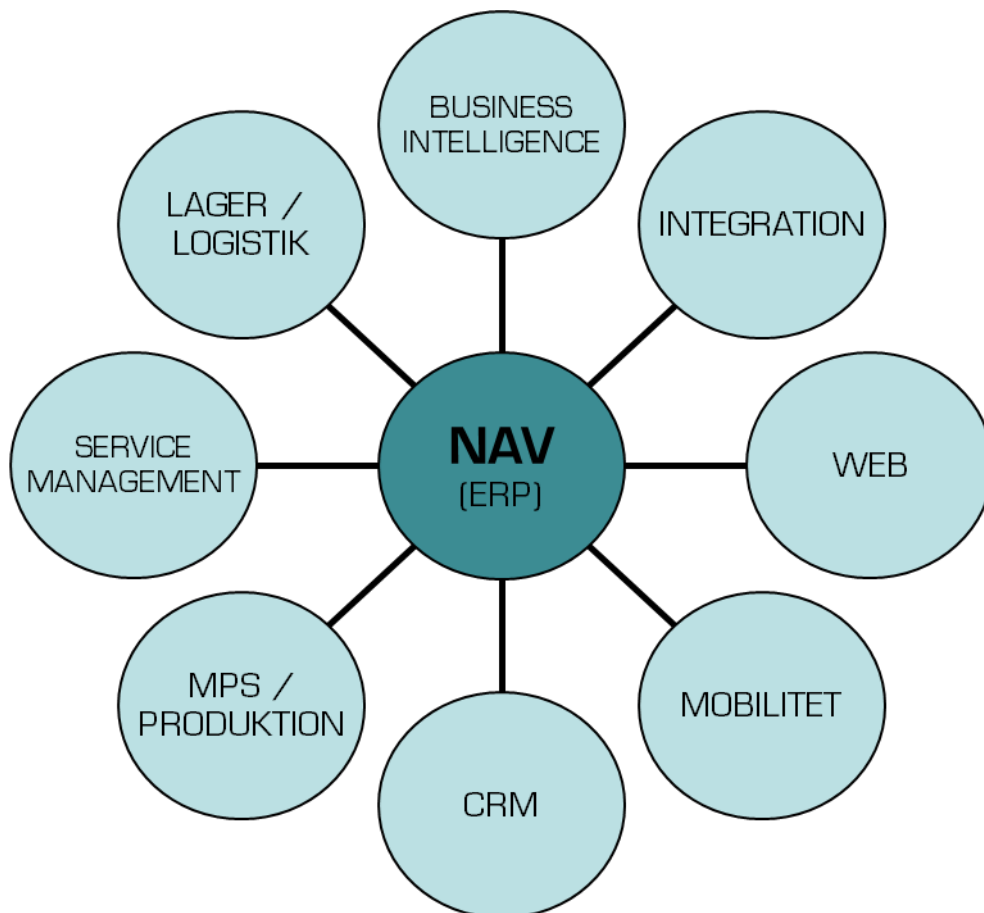 BUSINESS
INTELLIGENCE
LAGER /
LOGISTIK
INTEGRATION
NAV
(ERP)
SERVICE
MANAGEMENT
WEB
MPS /
PRODUKTION
MOBILITET
CRM